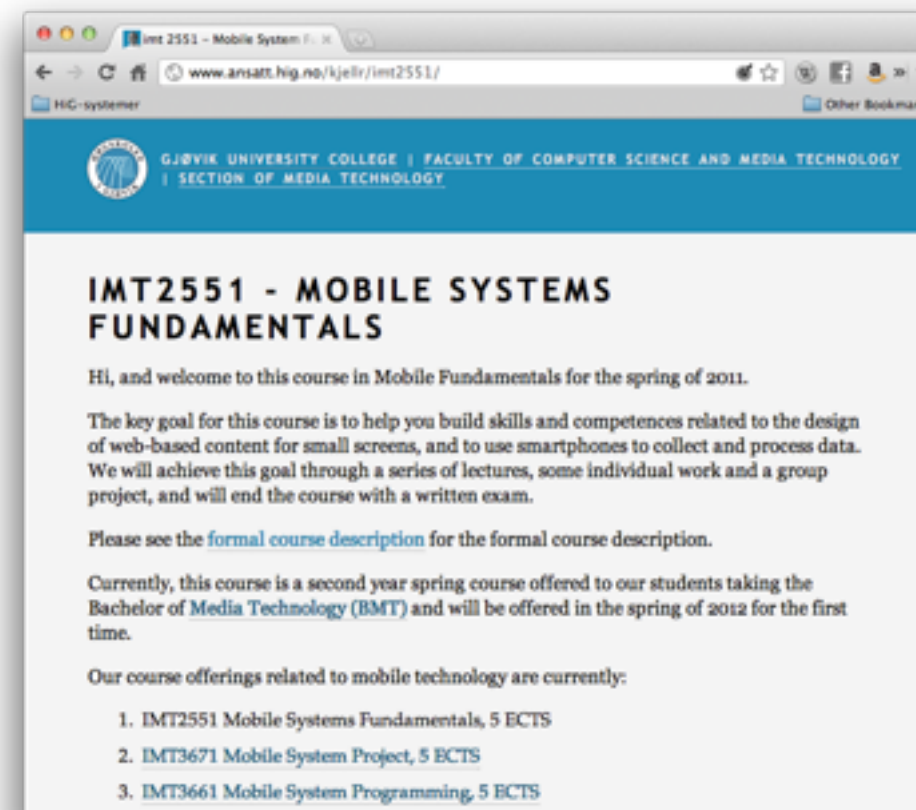 imt 2551 – Mobile System F
www.ansatt.hig.no/kjellr/imt2551/
HiG-systemer
Other Bookmar
GJØVIK UNIVERSITY COLLEGE | FACULTY OF COMPUTER SCIENCE AND MEDIA TECHNOLOGY
| SECTION OF MEDIA TECHNOLOGY
IMT2551 - MOBILE SYSTEMS
FUNDAMENTALS
Hi, and welcome to this course in Mobile Fundamentals for the spring of 2011.
The key goal for this course is to help you build skills and competences related to the design
of web-based content for small screens, and to use smartphones to collect and process data.
We will achieve this goal through a series of lectures, some individual work and a group
project, and will end the course with a written exam.
Please see the formal course description for the formal course description.
Currently, this course is a second year spring course offered to our students taking the
Bachelor of Media Technology (BMT) and will be offered in the spring of 2012 for the first
time.
Our course offerings related to mobile technology are currently:
1. IMT2551 Mobile Systems Fundamentals, 5 ECTS
2. IMT3671 Mobile System Project, 5 ECTS
3. IMT3661 Mobile System Programming, 5 ECTS